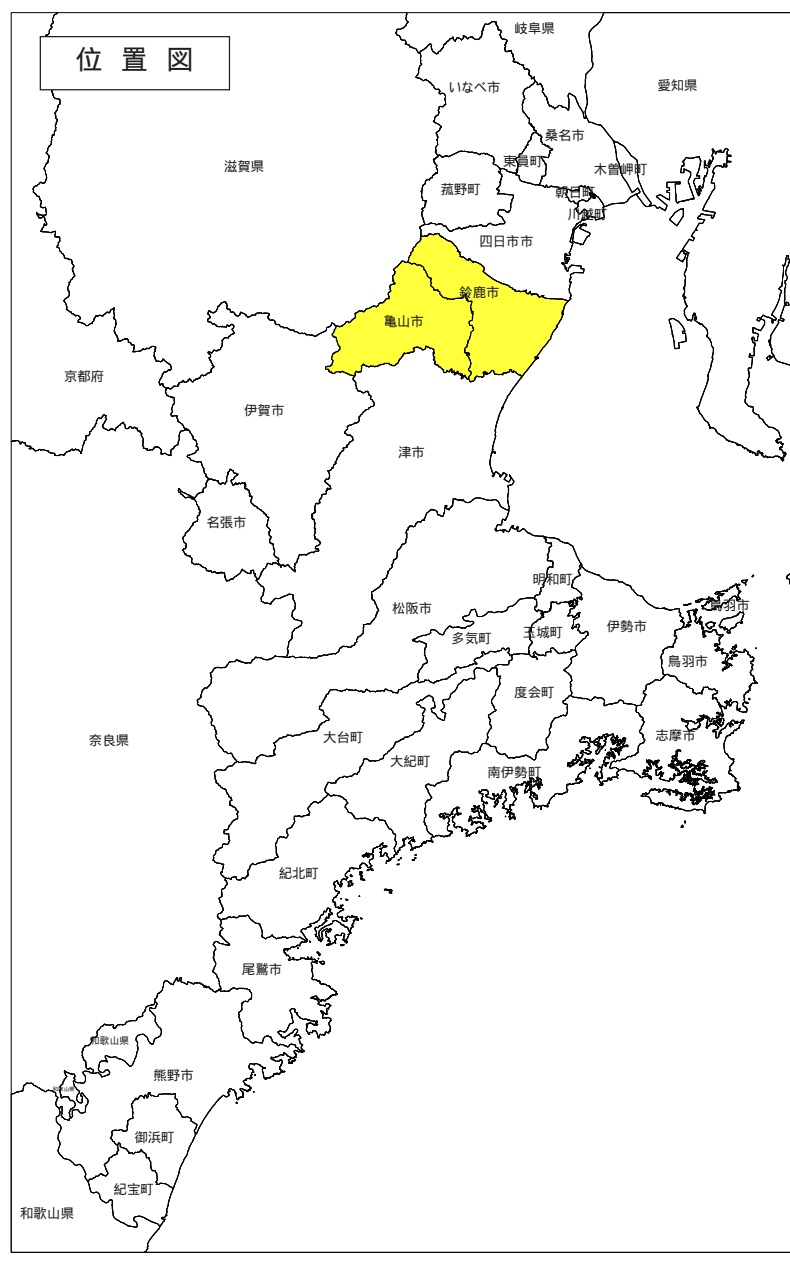 位置図
岐阜県
いなべ市
愛知県
桑名市
東員町
木曽岬町
滋賀県
菰野町
朝日町
川越町
四日市市
鈴鹿市
亀山市
京都府
伊賀市
津市
名張市
明和町
鳥羽市
松阪市
多気町
玉城町
伊勢市
鳥羽市
度会町
奈良県
大台町
志摩市
大紀町
南伊勢町
紀北町
尾鷲市
和歌山県
熊野市
和歌山県
御浜町
紀宝町
和歌山県